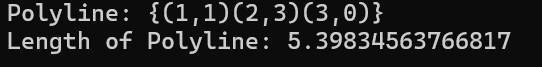 Polyline: {(1,1)(2,3)(3,0)}
Length of Polyline: 5.39834563766817